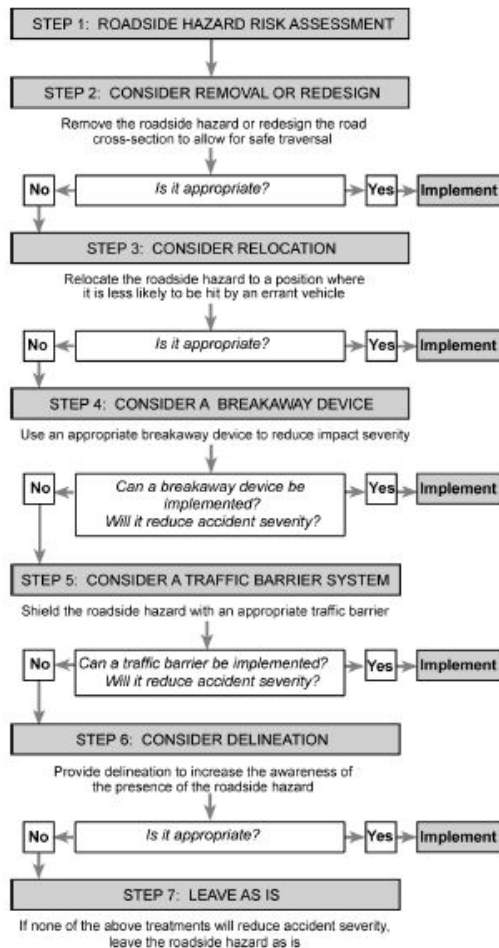 STEP 1: ROADSIDE HAZARD RISK ASSESSMENT
STEP 2: CONSIDER REMOVAL OR REDESIGN
Remove the roadside hazard or redesign the road
cross-section to allow for safe traversal
No
Is it appropriate?
Yes
Implement
STEP 3: CONSIDER RELOCATION
Relocate the roadside hazard to a position where
it is less likely to be hit by an errant vehicle
No
Is it appropriate?
Yes
Implement
STEP 4: CONSIDER A BREAKAWAY DEVICE
Use an appropriate breakaway device to reduce impact severity
No
Can a breakaway device be
implemented?
Will it reduce accident severity?
Yes
Implement
STEP 5: CONSIDER A TRAFFIC BARRIER SYSTEM
Shield the roadside hazard with an appropriate traffic barrier
No
Can a traffic barrier be implemented?
Will it reduce accident severity?
Yes
Implement
STEP 6: CONSIDER DELINEATION
Provide delineation to increase the awareness of
the presence of the roadside hazard
No
Is it appropriate?
Yes
Implement
STEP 7: LEAVE AS IS
If none of the above treatments will reduce accident severity,
leave the roadside hazard as is